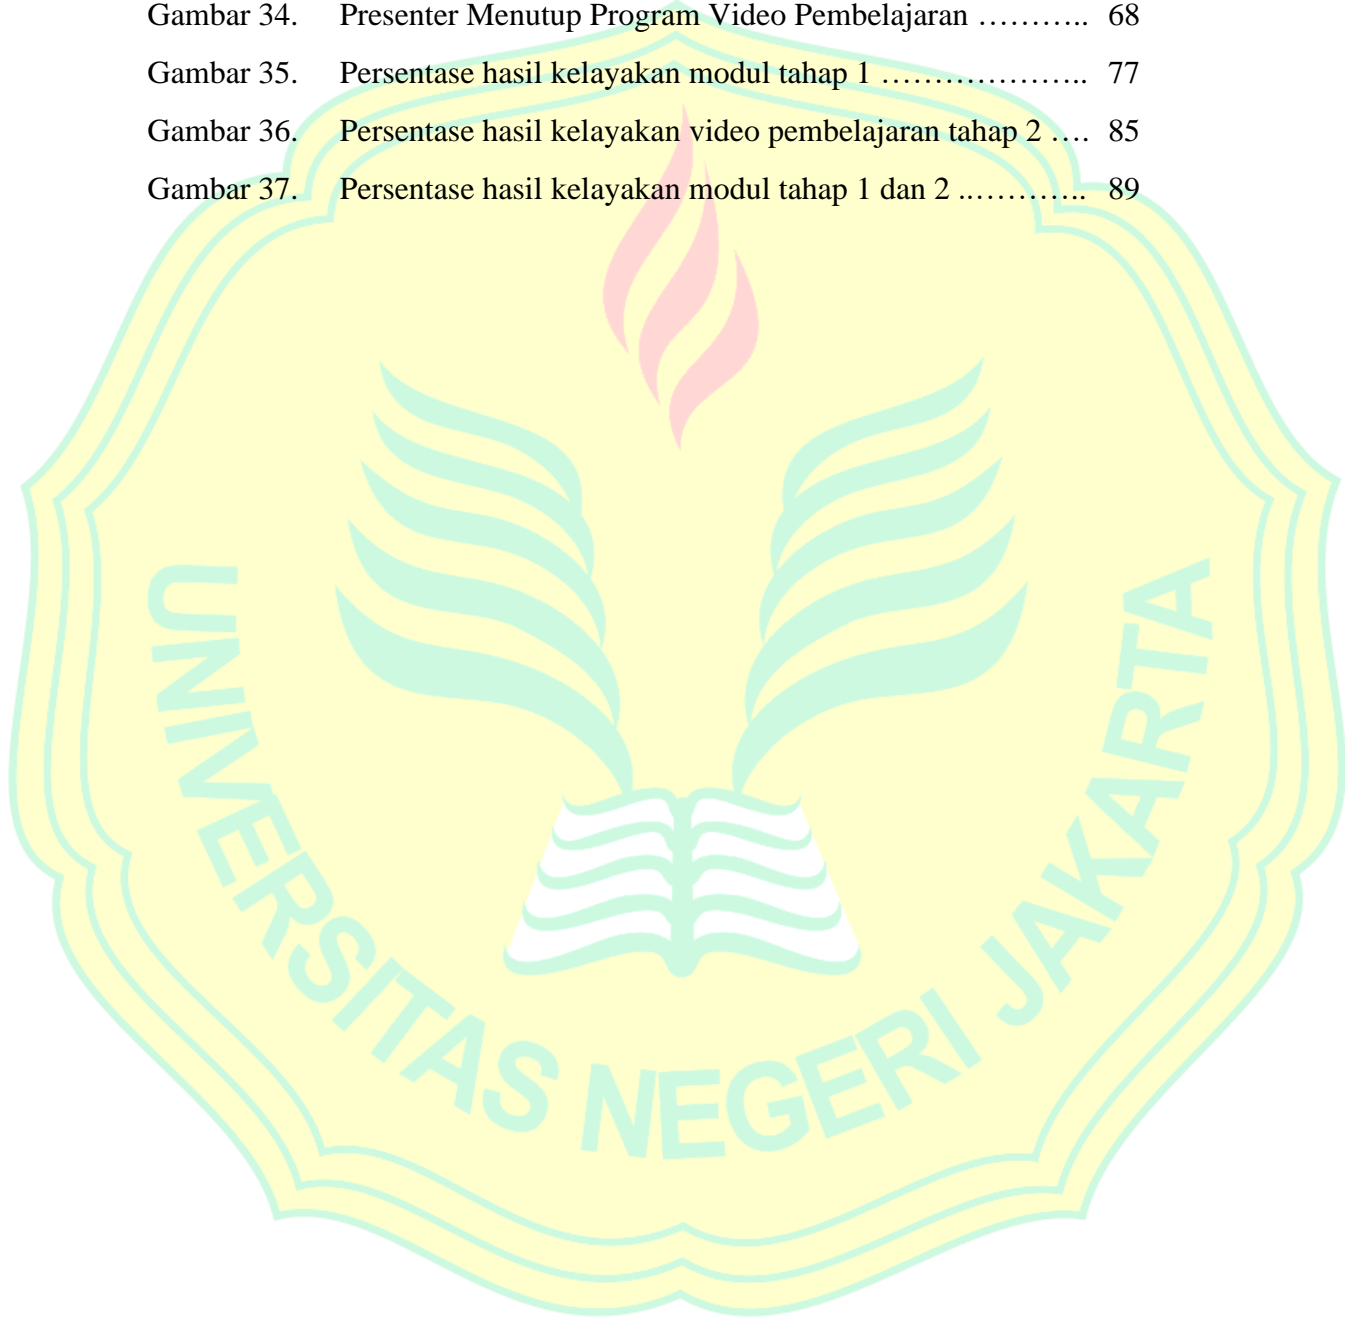 Gambar 34. Presenter Menutup Program Video Pembelajaran ……….. 68
Gambar 35. Persentase hasil kelayakan modul tahap 1 ……………….. 77
Gambar 36. Persentase hasil kelayakan video pembelajaran tahap 2 …. 85
Gambar 37. Persentase hasil kelayakan modul tahap 1 dan 2 ………….. 89
UNIVERSITAS NEGERI JAKARTA